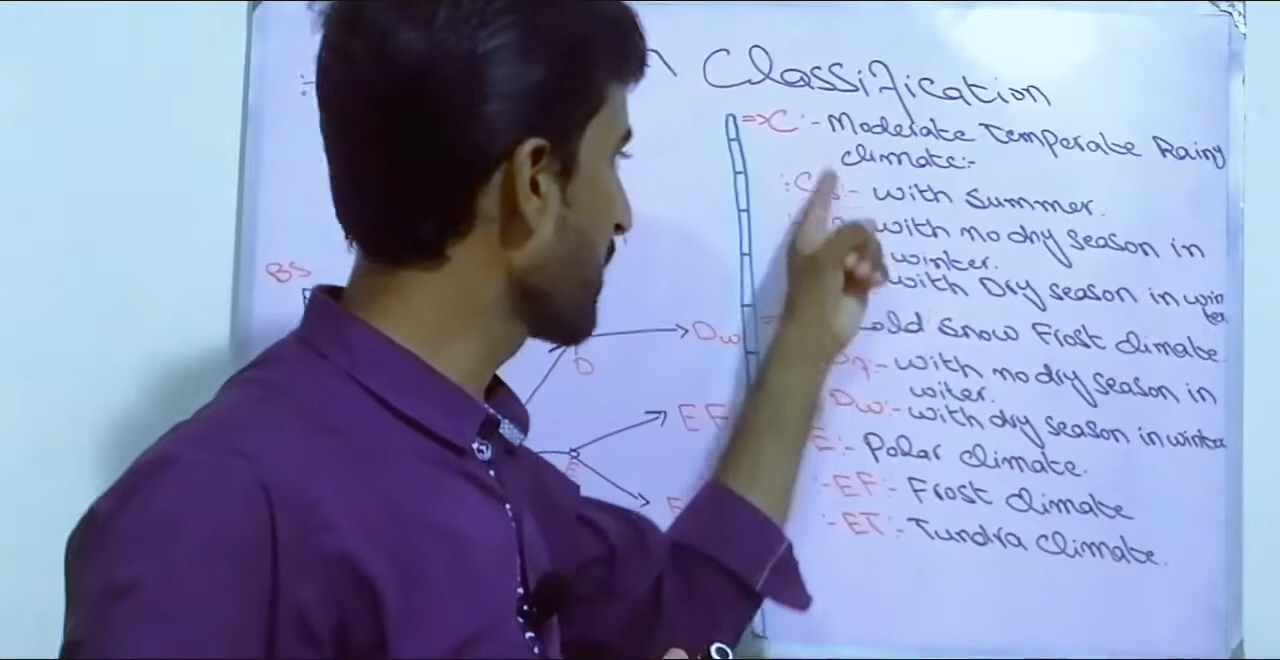 Classification
=> C:- Moderate Temperate Rainy
climate:-
:- with Summer.
with no dry season in
winter.
with Dry season in win
ter
BS
old Snow Frost climate
Dw
D
Df:- with no dry season in
witer.
Dw:- with dry season in winter
EF
E:- Polar climate.
E
:-EF:- Frost climate
:-ET:- Tundra climate.